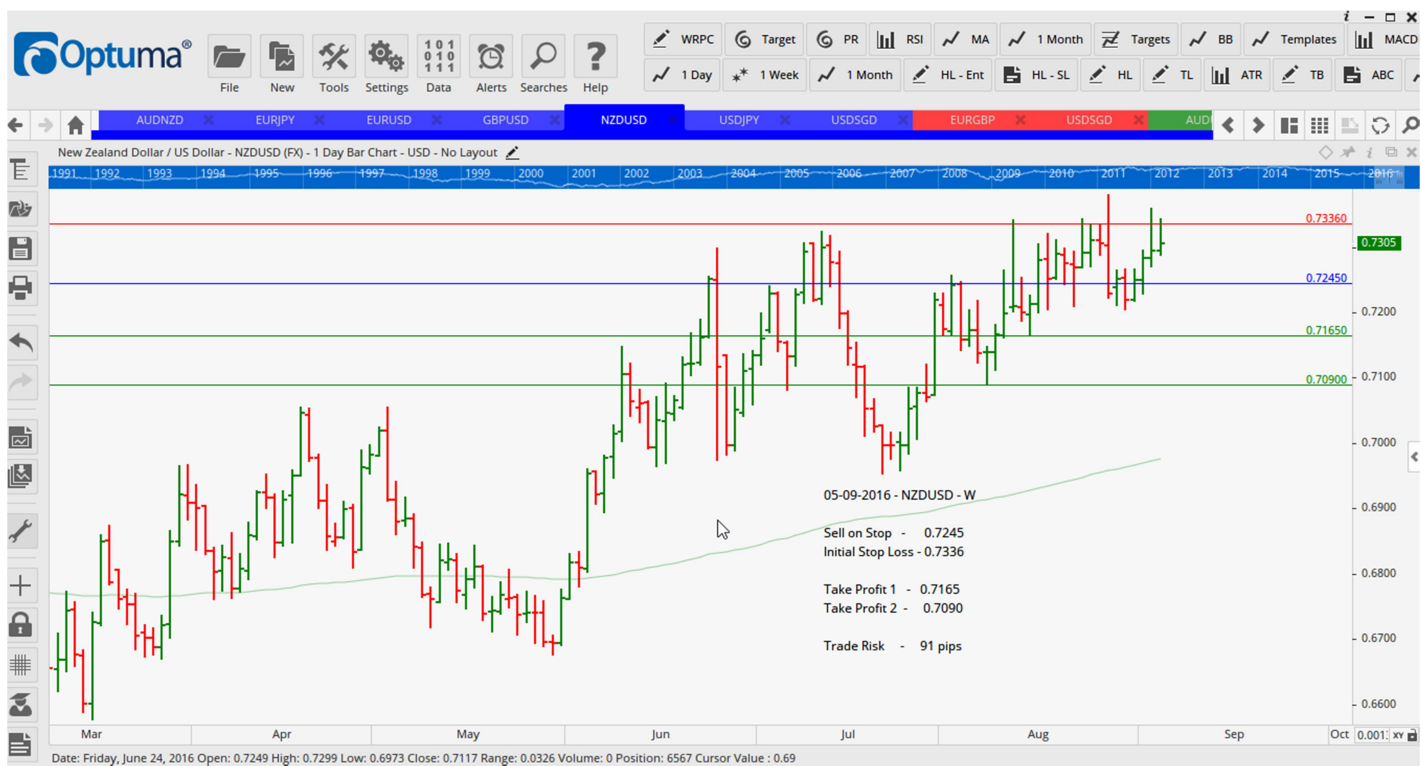 Optuma®
File New Tools Settings Data Alerts Searches Help
WRPC Target PR RSI MA 1 Month Targets BB Templates MACD
1 Day 1 Week 1 Month HL - Ent HL - SL HL TL ATR TB ABC
AUDNZD EURJPY EURUSD GBPUSD NZDUSD USDJPY USDSGD EURGBP USDSGD
New Zealand Dollar / US Dollar - NZDUSD (FX) - 1 Day Bar Chart - USD - No Layout
1991 1992 1993 1994 1995 1996 1997 1998 1999 2000 2001 2002 2003 2004 2005 2006 2007 2008 2009 2010 2011 2012 2013 2014 2015 2016
0.73360
0.7305
0.72450
0.7200
0.71650
0.7100
0.70900
0.7000
0.6900
0.6800
0.6700
0.6600
05-09-2016 - NZDUSD - W
Sell on Stop - 0.7245
Initial Stop Loss - 0.7336
Take Profit 1 - 0.7165
Take Profit 2 - 0.7090
Trade Risk - 91 pips
Mar Apr May Jun Jul Aug Sep Oct XY
Date: Friday, June 24, 2016 Open: 0.7249 High: 0.7299 Low: 0.6973 Close: 0.7117 Range: 0.0326 Volume: 0 Position: 6567 Cursor Value : 0.69